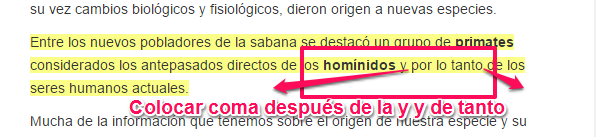 su vez cambios biológicos y fisiológicos, dieron origen a nuevas especies.
Entre los nuevos pobladores de la sabana se destacó un grupo de primates
considerados los antepasados directos de los homínidos y por lo tanto de los
seres humanos actuales.
Colocar coma después de la y y de tanto
Mucha de la información que tenemos sobre el origen de nuestra especie y su